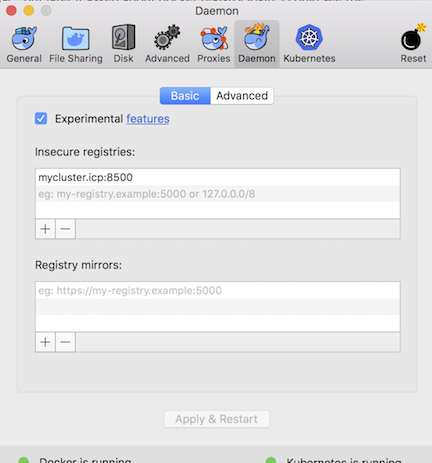 Daemon
General File Sharing Disk Advanced Proxies Daemon Kubernetes Reset
Basic Advanced
Experimental features
Insecure registries:
mycluster.icp:8500
eg: my-registry.example:5000 or 127.0.0.0/8
+ −
Registry mirrors:
eg: https://my-registry.example:5000
+ −
Apply & Restart
Docker is running Kubernetes is running